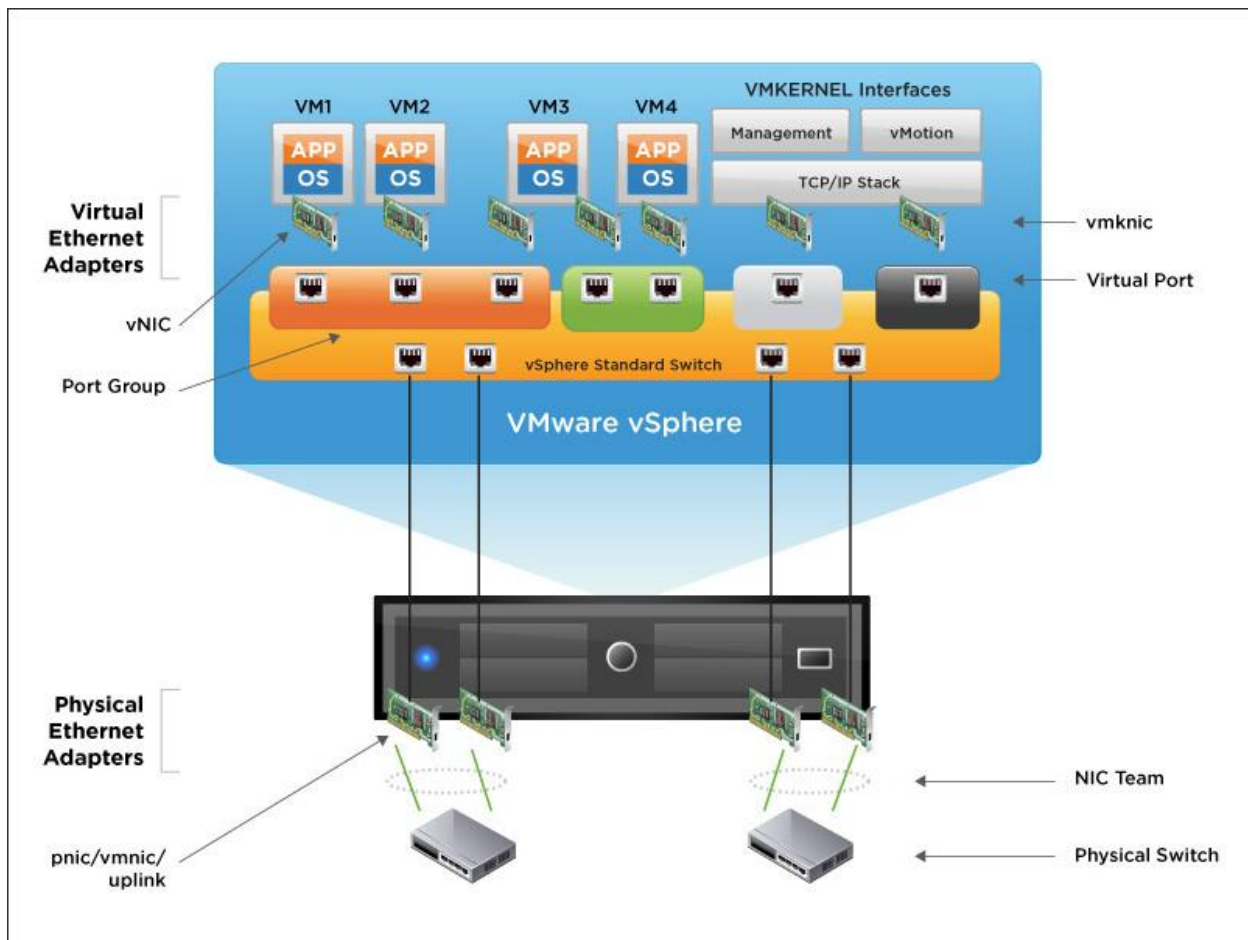 VMKERNEL Interfaces
VM1
VM2
VM3
VM4
Management
vMotion
APP
OS
APP
OS
APP
OS
APP
OS
TCP/IP Stack
Virtual
Ethernet
Adapters
vmknic
Virtual Port
vNIC
Port Group
vSphere Standard Switch
VMware vSphere
Physical
Ethernet
Adapters
NIC Team
pnic/vmnic/
uplink
Physical Switch